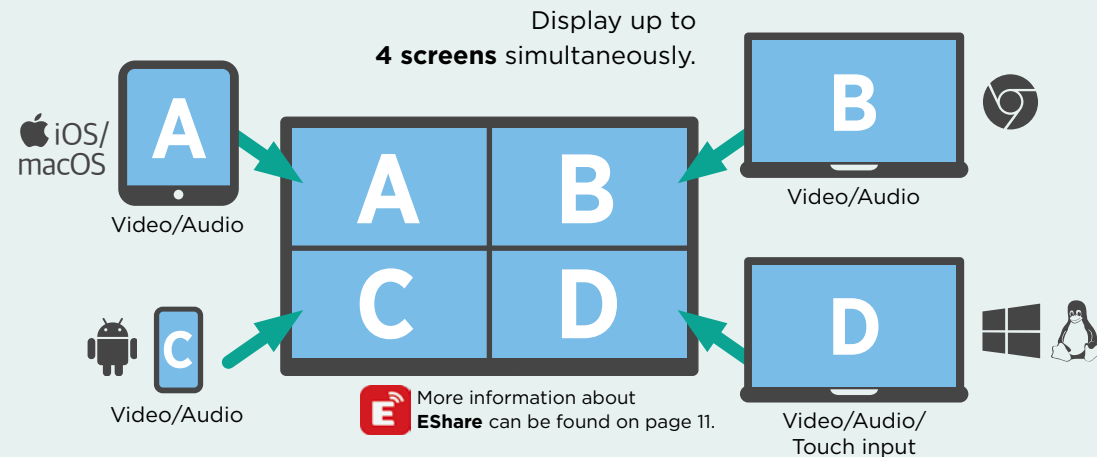 Display up to
4 screens simultaneously.
iOS/
macOS
A
Video/Audio
B
Video/Audio
A
B
C
D
C
Video/Audio
D
Video/Audio/
Touch input
E
More information about
EShare can be found on page 11.